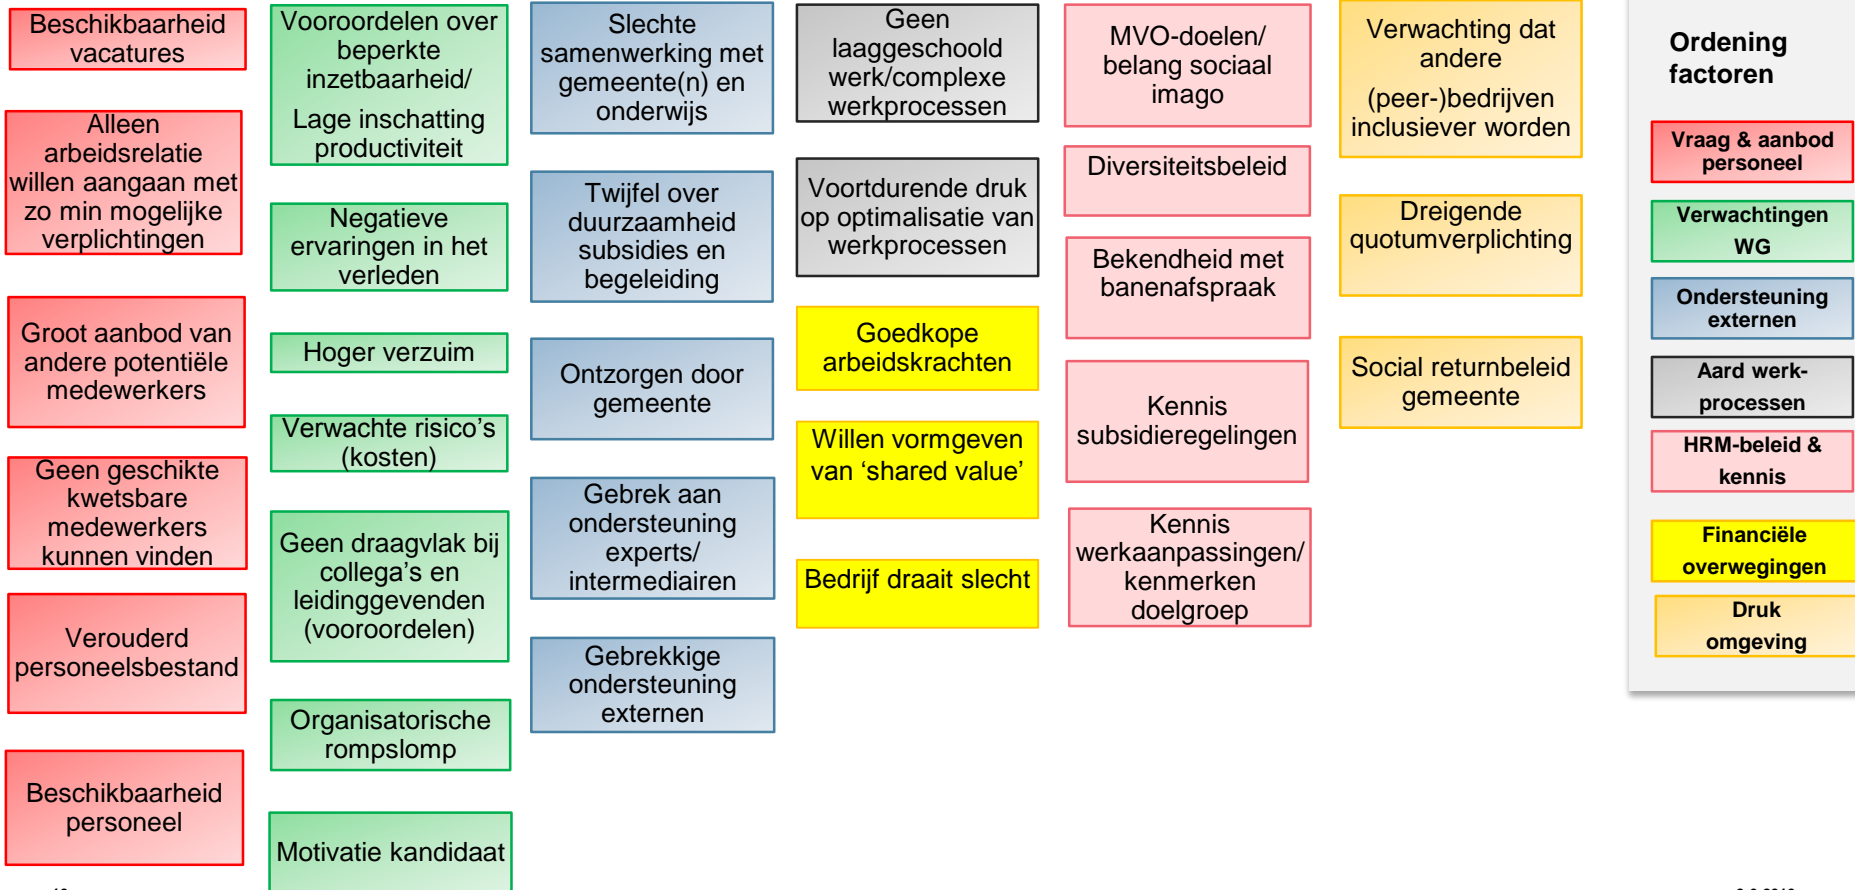 Beschikbaarheid
vacatures
Alleen
arbeidsrelatie
willen aangaan met
zo min mogelijke
verplichtingen
Groot aanbod van
andere potentiële
medewerkers
Geen geschikte
kwetsbare
medewerkers
kunnen vinden
Verouderd
personeelsbestand
Beschikbaarheid
personeel
Vooroordelen over
beperkte
inzetbaarheid/
Lage inschatting
productiviteit
Negatieve
ervaringen in het
verleden
Hoger verzuim
Verwachte risico’s
(kosten)
Geen draagvlak bij
collega’s en
leidinggevenden
(vooroordelen)
Organisatorische
rompslomp
Motivatie kandidaat
Slechte
samenwerking met
gemeente(n) en
onderwijs
Twijfel over
duurzaamheid
subsidies en
begeleiding
Ontzorgen door
gemeente
Gebrek aan
ondersteuning
experts/
intermediairen
Gebrekkige
ondersteuning
externen
Geen
laaggeschoold
werk/complexe
werkprocessen
Voortdurende druk
op optimalisatie van
werkprocessen
Goedkope
arbeidskrachten
Willen vormgeven
van ‘shared value’
Bedrijf draait slecht
MVO-doelen/
belang sociaal
imago
Diversiteitsbeleid
Bekendheid met
banenafspraak
Kennis
subsidieregelingen
Kennis
werkaanpassingen/
kenmerken
doelgroep
Verwachting dat
andere
(peer-)bedrijven
inclusiever worden
Dreigende
quotumverplichting
Social returnbeleid
gemeente
Ordening
factoren
Vraag & aanbod
personeel
Verwachtingen
WG
Ondersteuning
externen
Aard werk-
processen
HRM-beleid &
kennis
Financiële
overwegingen
Druk
omgeving